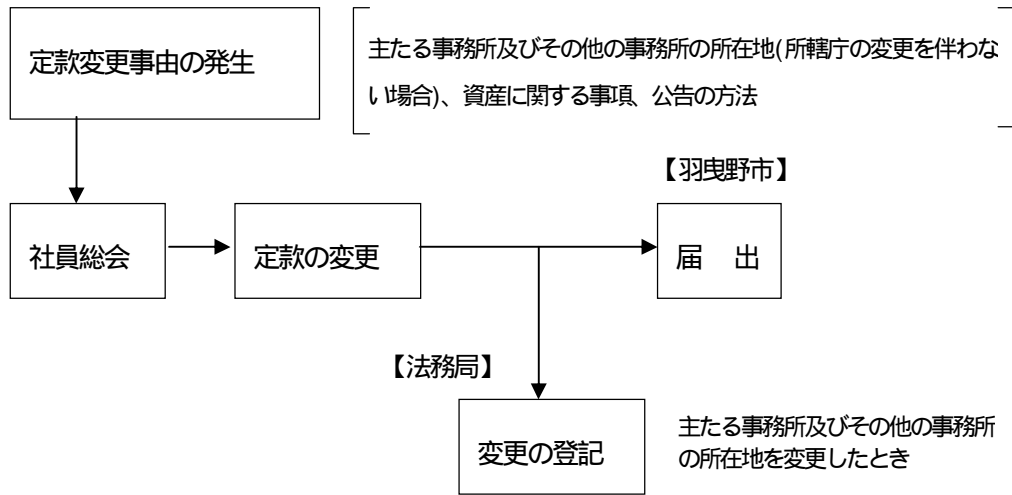 定款変更事由の発生
主たる事務所及びその他の事務所の所在地(所轄庁の変更を伴わな
い場合)、資産に関する事項、公告の方法
【羽曳野市】
社員総会
定款の変更
届　出
【法務局】
変更の登記
主たる事務所及びその他の事務所
の所在地を変更したとき